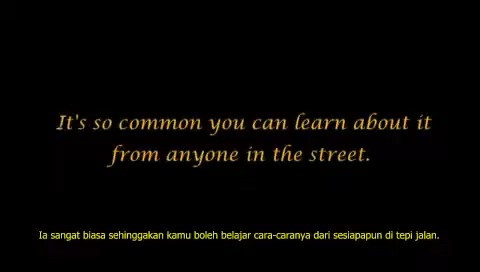 It's so common you can learn about it
from anyone in the street.
Ia sangat biasa sehinggakan kamu boleh belajar cara-caranya dari sesiapapun di tepi jalan.